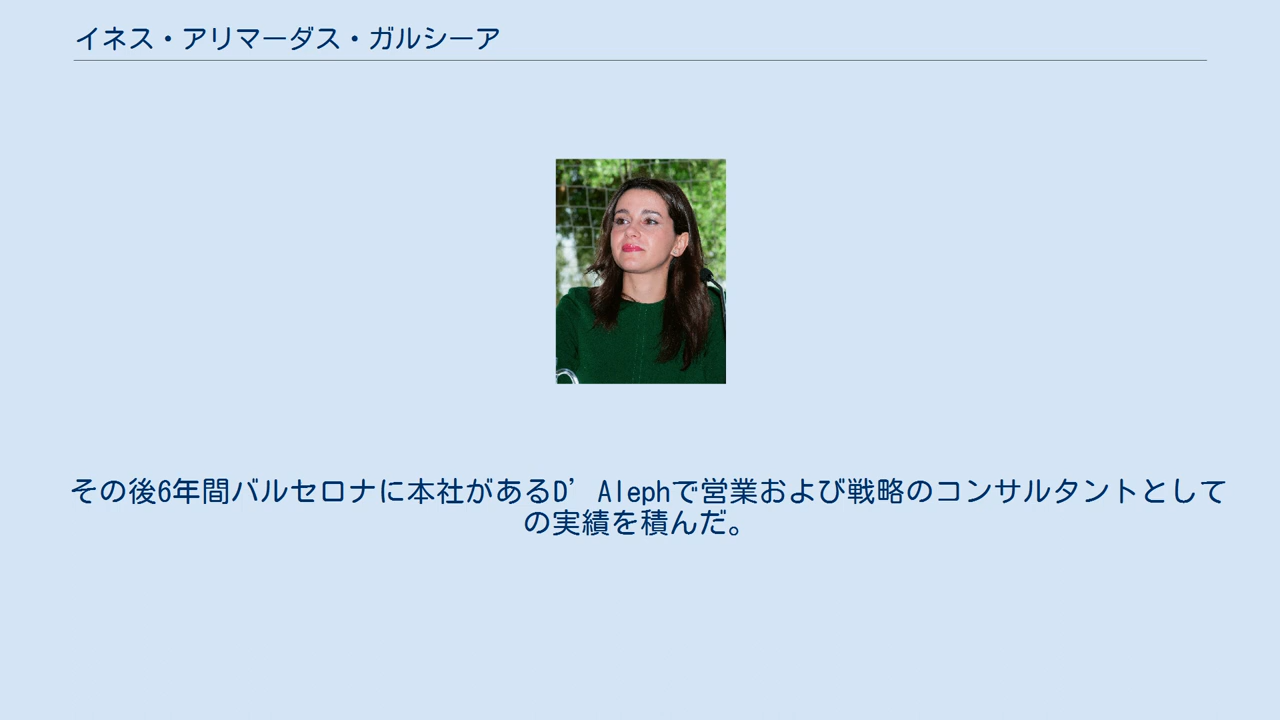 イネス・アリマーダス・ガルシーア
その後6年間バルセロナに本社があるD’Alephで営業および戦略のコンサルタントとして
の実績を積んだ。